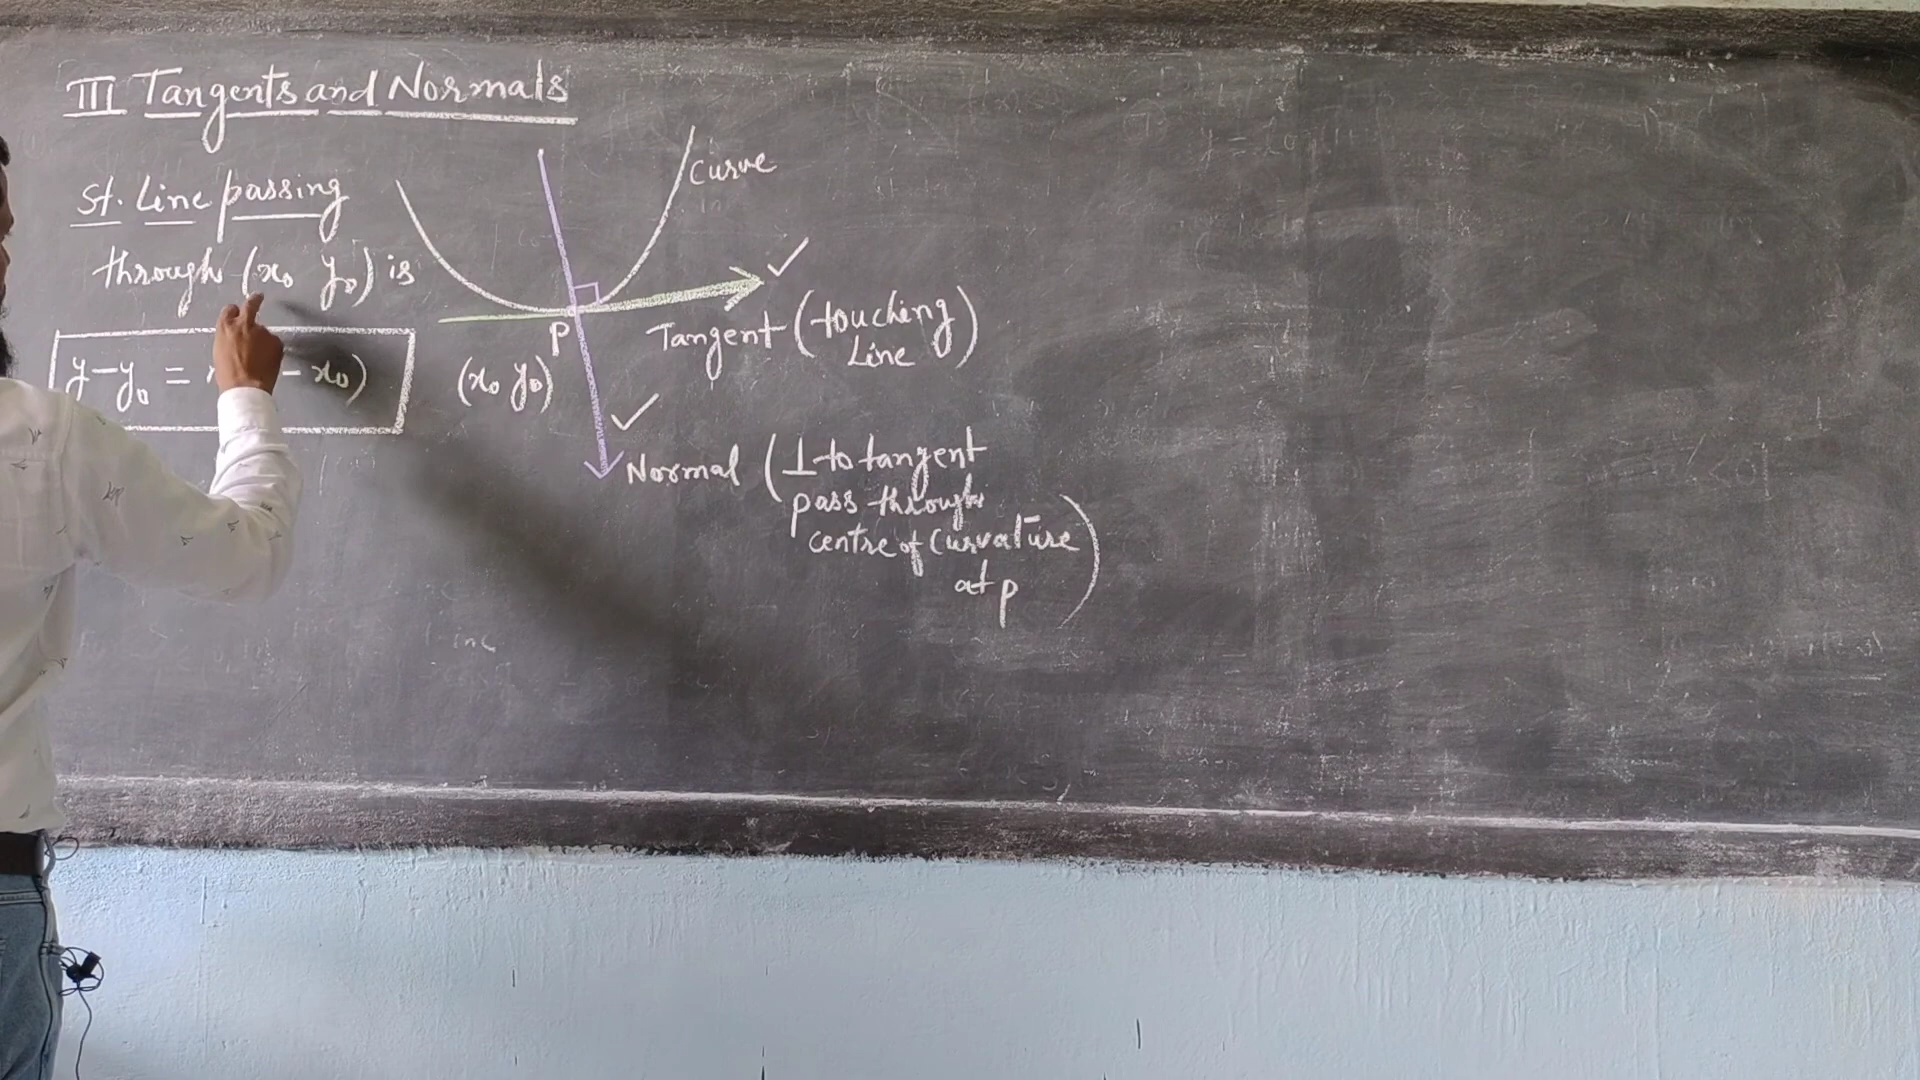 III Tangents and Normals
St. Line passing
through (x₀ y₀) is
y - y₀ = - x₀)
Curve
P
(x₀ y₀)
Tangent (touching
Line)
Normal (⊥ to tangent
pass through
centre of Curvature
at p)